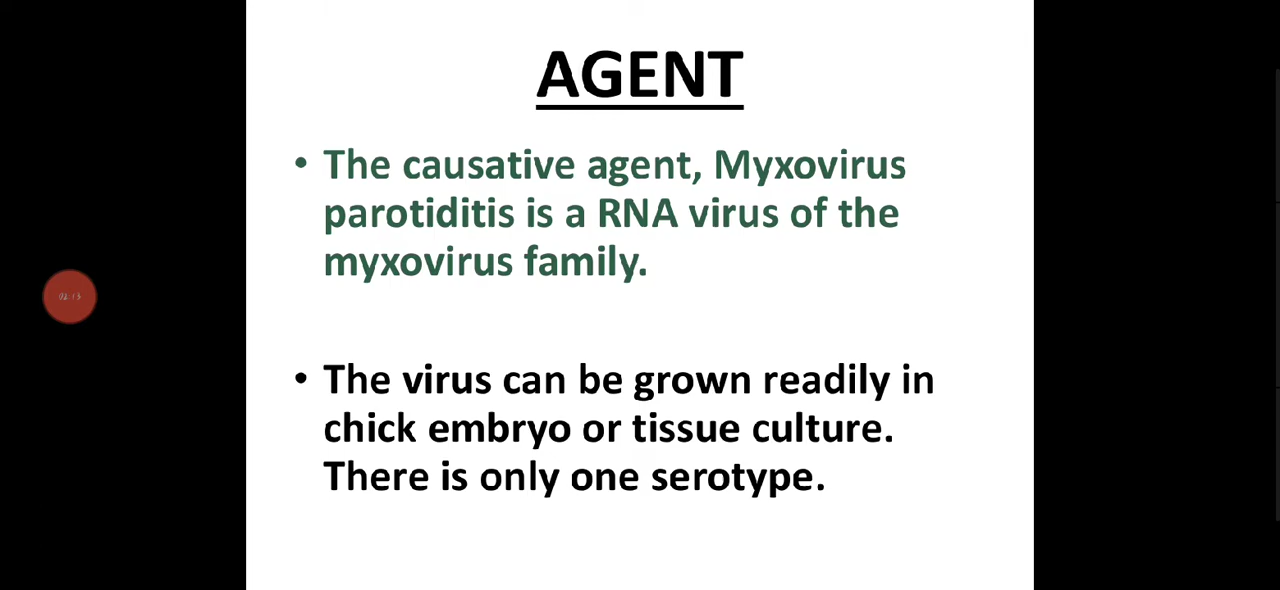 AGENT
• The causative agent, Myxovirus
parotiditis is a RNA virus of the
myxovirus family.
• The virus can be grown readily in
chick embryo or tissue culture.
There is only one serotype.